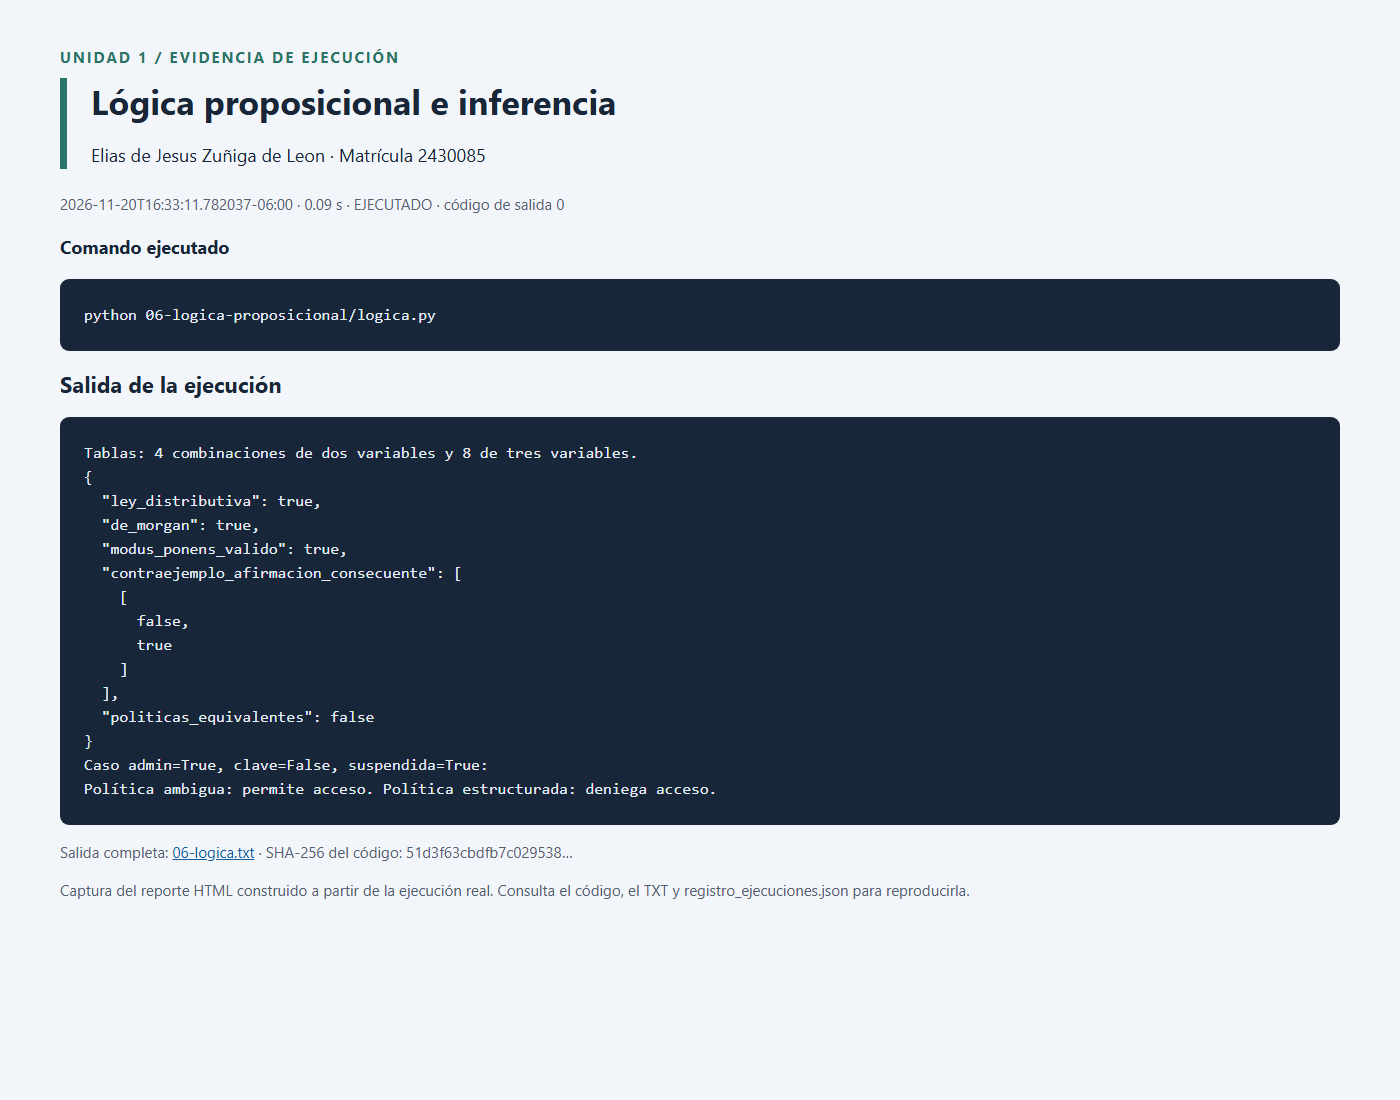 UNIDAD 1 / EVIDENCIA DE EJECUCIÓN
Lógica proposicional e inferencia
Elias de Jesus Zuñiga de Leon · Matrícula 2430085
2026-11-20T16:33:11.782037-06:00 · 0.09 s · EJECUTADO · código de salida 0
Comando ejecutado
python 06-logica-proposicional/logica.py
Salida de la ejecución
Tablas: 4 combinaciones de dos variables y 8 de tres variables.
{
  "ley_distributiva": true,
  "de_morgan": true,
  "modus_ponens_valido": true,
  "contraejemplo_afirmacion_consecuente": [
    [
      false,
      true
    ]
  ],
  "politicas_equivalentes": false
}
Caso admin=True, clave=False, suspendida=True:
Política ambigua: permite acceso. Política estructurada: deniega acceso.
Salida completa: 06-logica.txt · SHA-256 del código: 51d3f63cbdfb7c029538…
Captura del reporte HTML construido a partir de la ejecución real. Consulta el código, el TXT y registro_ejecuciones.json para reproducirla.